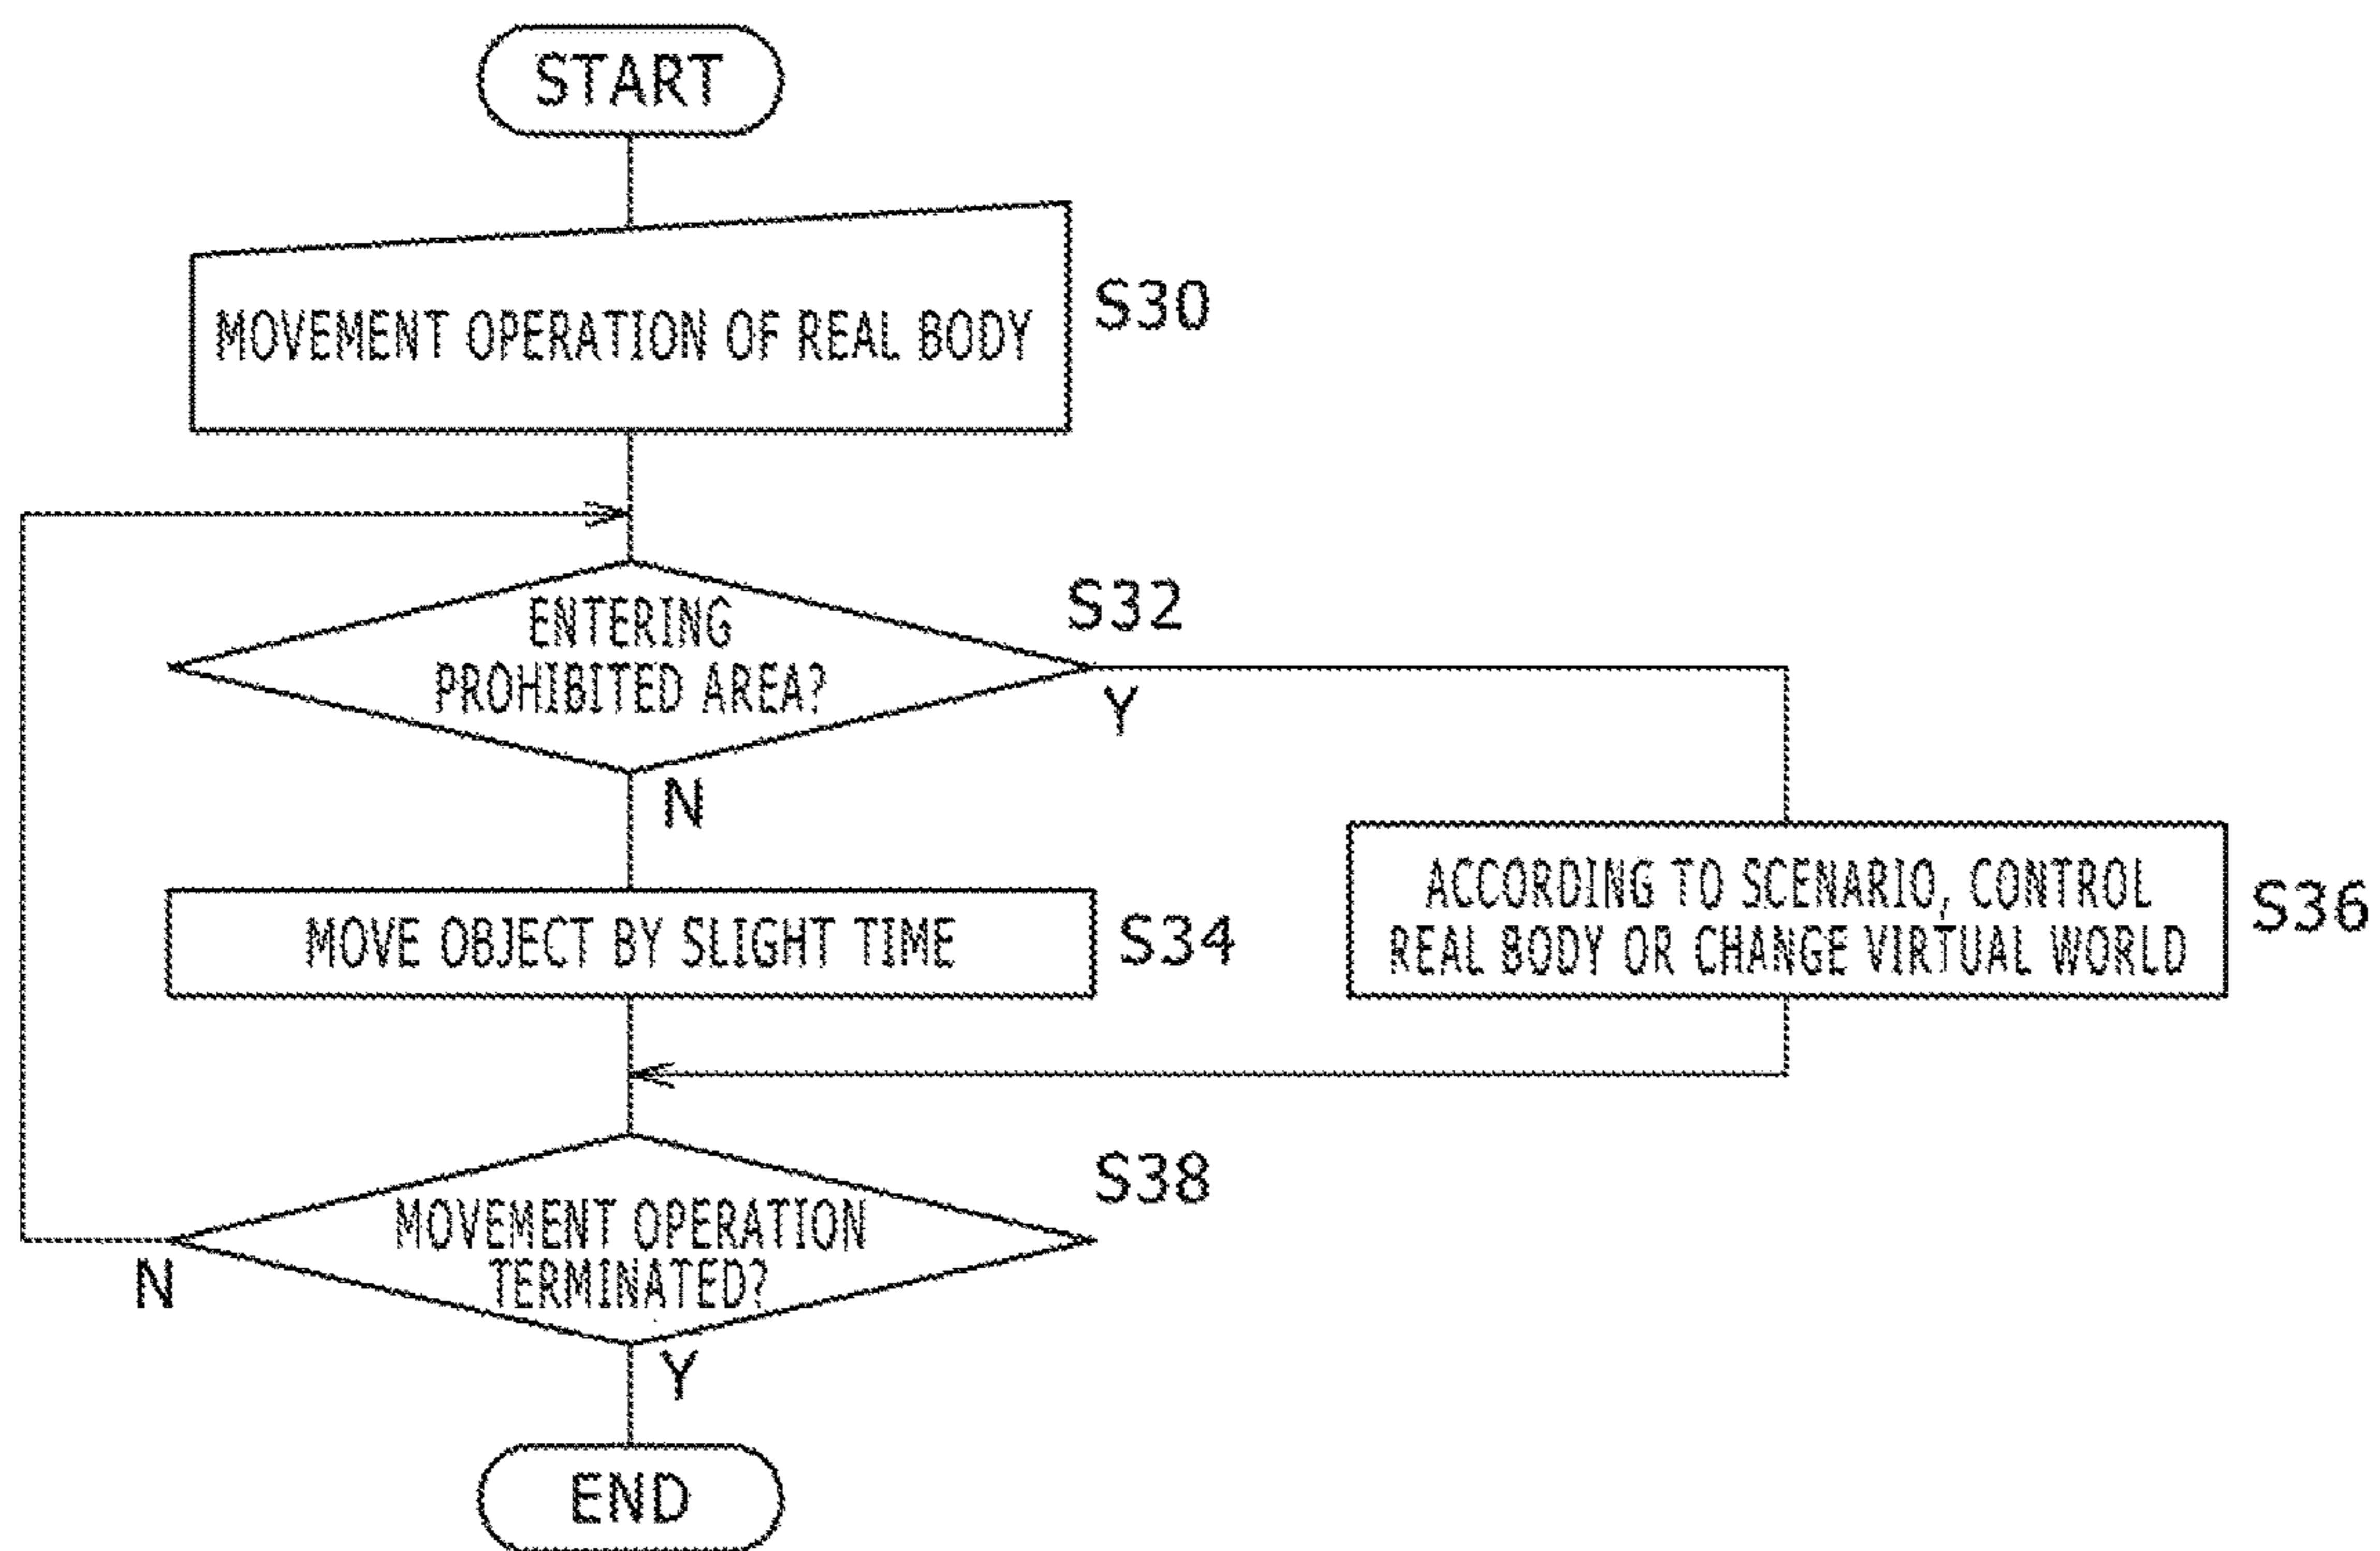 START
MOVEMENT OPERATION OF REAL BODY
S30
S32
ENTERING
PROHIBITED AREA?
Y
N
MOVE OBJECT BY SLIGHT TIME
S34
ACCORDING TO SCENARIO, CONTROL
REAL BODY OR CHANGE VIRTUAL WORLD
S36
S38
MOVEMENT OPERATION
TERMINATED?
N
Y
END